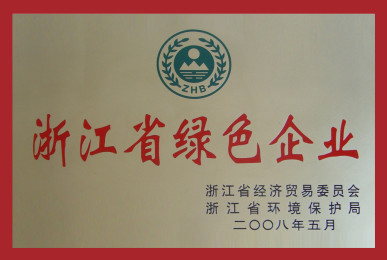 ZHB
浙江省绿色企业
浙江省经济贸易委员会
浙江省环境保护局
二〇〇八年五月